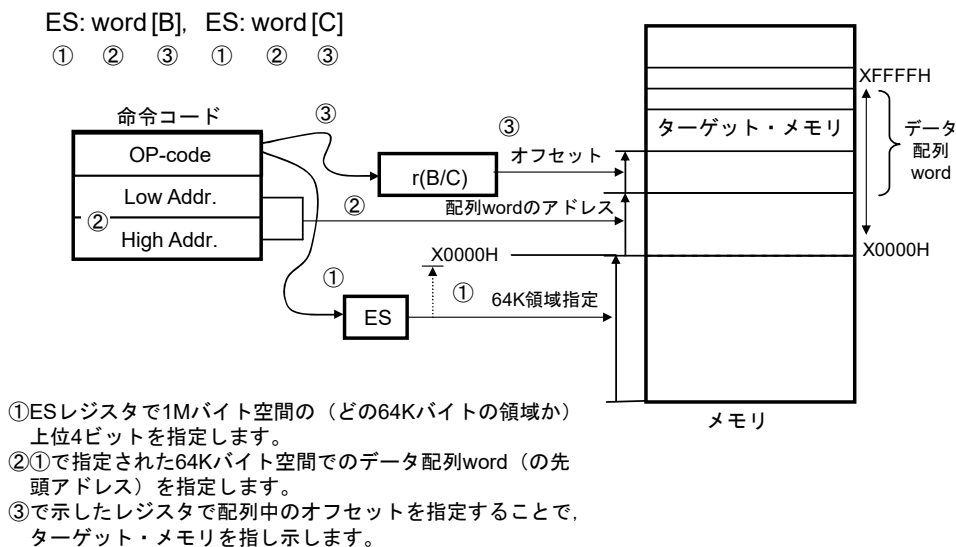 ES: word [B],  ES: word [C]
①  ②  ③  ①  ②  ③
命令コード
OP-code
Low Addr.
②
High Addr.
③
r(B/C)
③
オフセット
②
配列wordのアドレス
X0000H
①
①
64K領域指定
ES
XFFFFH
ターゲット・メモリ
データ
配列
word
X0000H
メモリ
①ESレジスタで1Mバイト空間の（どの64Kバイトの領域か）
上位4ビットを指定します。
②①で指定された64Kバイト空間でのデータ配列word（の先
頭アドレス）を指定します。
③で示したレジスタで配列中のオフセットを指定することで，
ターゲット・メモリを指し示します。